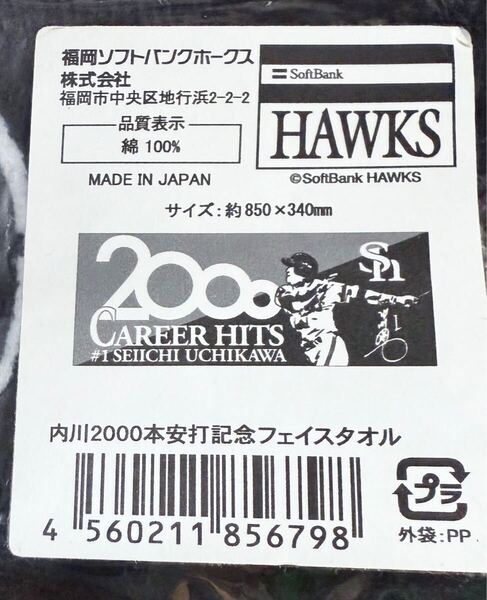 福岡ソフトバンクホークス
株式会社
福岡市中央区地行浜2-2-2
品質表示
綿 100%
MADE IN JAPAN
SoftBank
HAWKS
©SoftBank HAWKS
サイズ:約850×340mm
2000
CAREER HITS
#1 SEIICHI UCHIKAWA
内川2000本安打記念フェイスタオル
4 560211 856798
プラ
外袋:PP